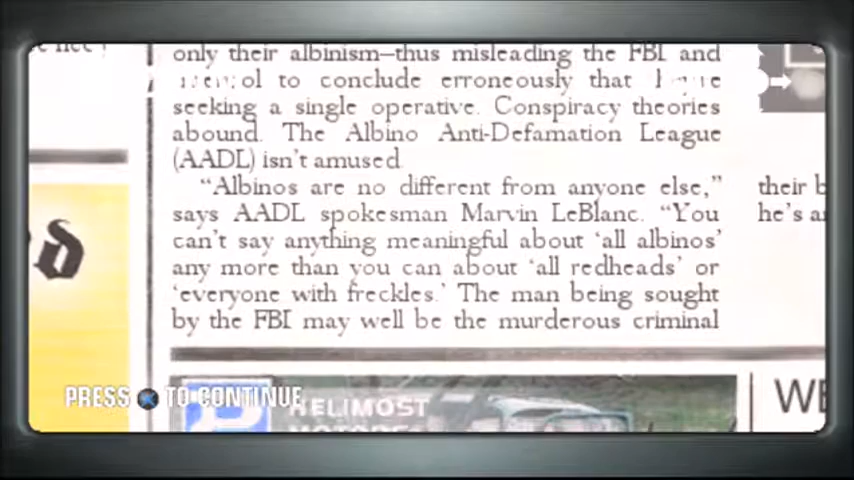 only their albinism—thus misleading the FBI and
to conclude erroneously that
seeking a single operative. Conspiracy theories
abound. The Albino Anti-Defamation League
(AADL) isn't amused.
"Albinos are no different from anyone else,"
says AADL spokesman Marvin LeBlanc. "You
can't say anything meaningful about 'all albinos'
any more than you can about 'all redheads' or
'everyone with freckles.' The man being sought
by the FBI may well be the murderous criminal
their b
he's a
d
PRESS TO CONTINUE
P
HELIMOST
WE